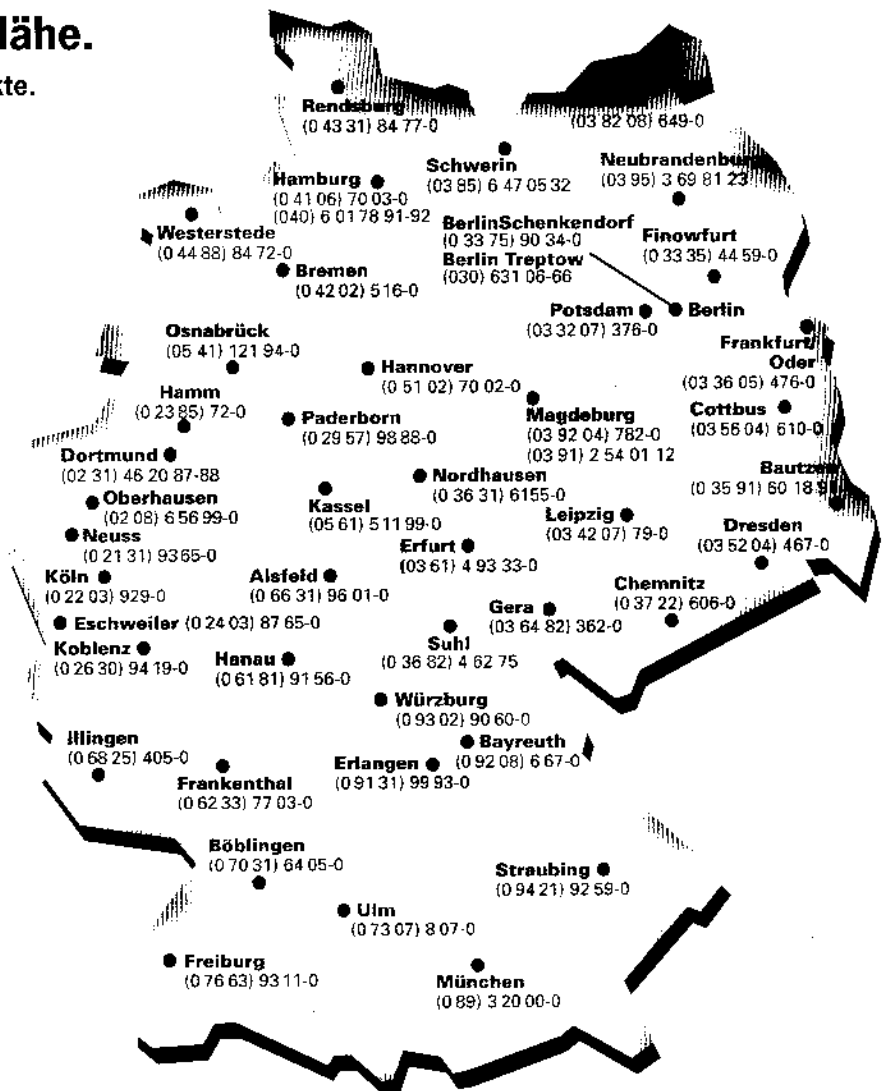 lähe.
kte.
Rendsburg
(0 43 31) 84 77-0
(03 82 08) 649-0
Schwerin
(03 85) 6 47 05 32
Neubrandenburg
(03 95) 3 69 81 23
Hamburg
(0 41 06) 70 03-0
(040) 6 01 78 91-92
Westerstede
(0 44 88) 84 72-0
BerlinSchenkendorf
(0 33 75) 90 34-0
Berlin Treptow
(030) 631 06-66
Finowfurt
(0 33 35) 44 59-0
Bremen
(0 42 02) 516-0
Potsdam
(03 32 07) 376-0
Berlin
Osnabrück
(05 41) 121 94-0
Frankfurt/
Oder
(03 36 05) 476-0
Hannover
(0 51 02) 70 02-0
Hamm
(0 23 85) 72-0
Paderborn
(0 29 57) 98 88-0
Magdeburg
(03 92 04) 782-0
(03 91) 2 54 01 12
Cottbus
(03 56 04) 610-0
Dortmund
(02 31) 46 20 87-88
Nordhausen
(0 36 31) 6155-0
Bautzen
(0 35 91) 60 18
Oberhausen
(02 08) 6 56 99-0
Kassel
(05 61) 511 99-0
Leipzig
(03 42 07) 79-0
Neuss
(0 21 31) 93 65-0
Erfurt
(03 61) 4 93 33-0
Dresden
(03 52 04) 467-0
Köln
(0 22 03) 929-0
Alsfeld
(0 66 31) 96 01-0
Chemnitz
(0 37 22) 606-0
Gera
(03 64 82) 362-0
Eschweiler (0 24 03) 87 65-0
Suhl
(0 36 82) 4 62 75
Koblenz
(0 26 30) 94 19-0
Hanau
(0 61 81) 91 56-0
Würzburg
(0 93 02) 90 60-0
Illingen
(0 68 25) 405-0
Bayreuth
(0 92 08) 6 67-0
Erlangen
(0 91 31) 99 93-0
Frankenthal
(0 62 33) 77 03-0
Böblingen
(0 70 31) 64 05-0
Straubing
(0 94 21) 92 59-0
Ulm
(0 73 07) 8 07-0
Freiburg
(0 76 63) 93 11-0
München
(0 89) 3 20 00-0